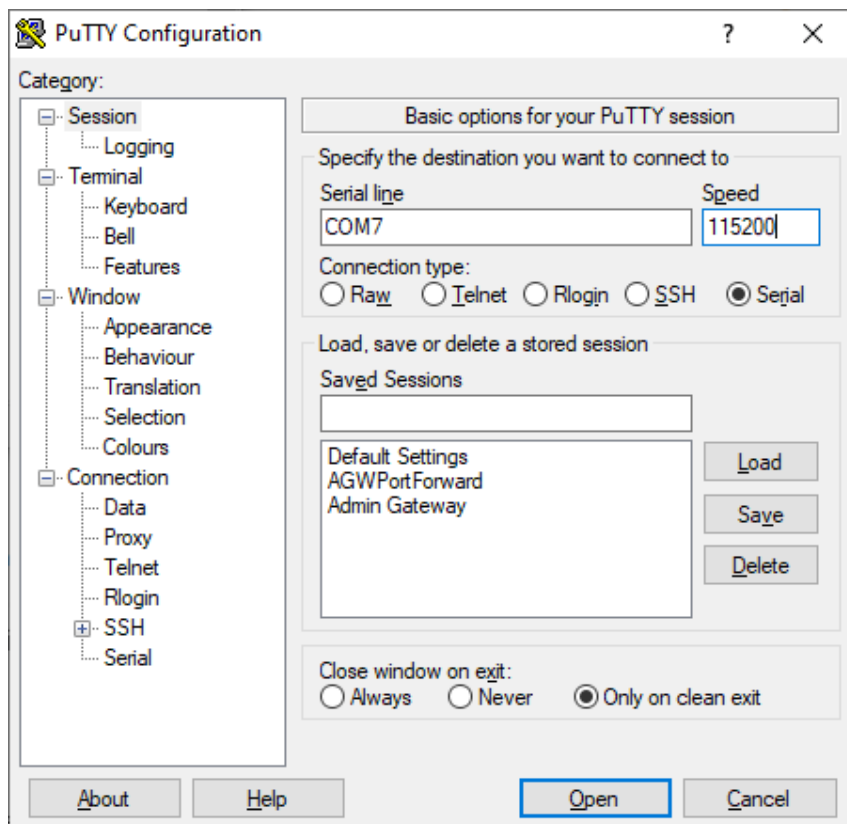 PuTTY Configuration
?
Category:
Session
Logging
Terminal
Keyboard
Bell
Features
Window
Appearance
Behaviour
Translation
Selection
Colours
Connection
Data
Proxy
Telnet
Rlogin
SSH
Serial
Basic options for your PuTTY session
Specify the destination you want to connect to
Serial line Speed
COM7 115200
Connection type:
Raw Telnet Rlogin SSH Serial
Load, save or delete a stored session
Saved Sessions
Default Settings
AGWPortForward
Admin Gateway
Load
Save
Delete
Close window on exit:
Always Never Only on clean exit
About Help Open Cancel